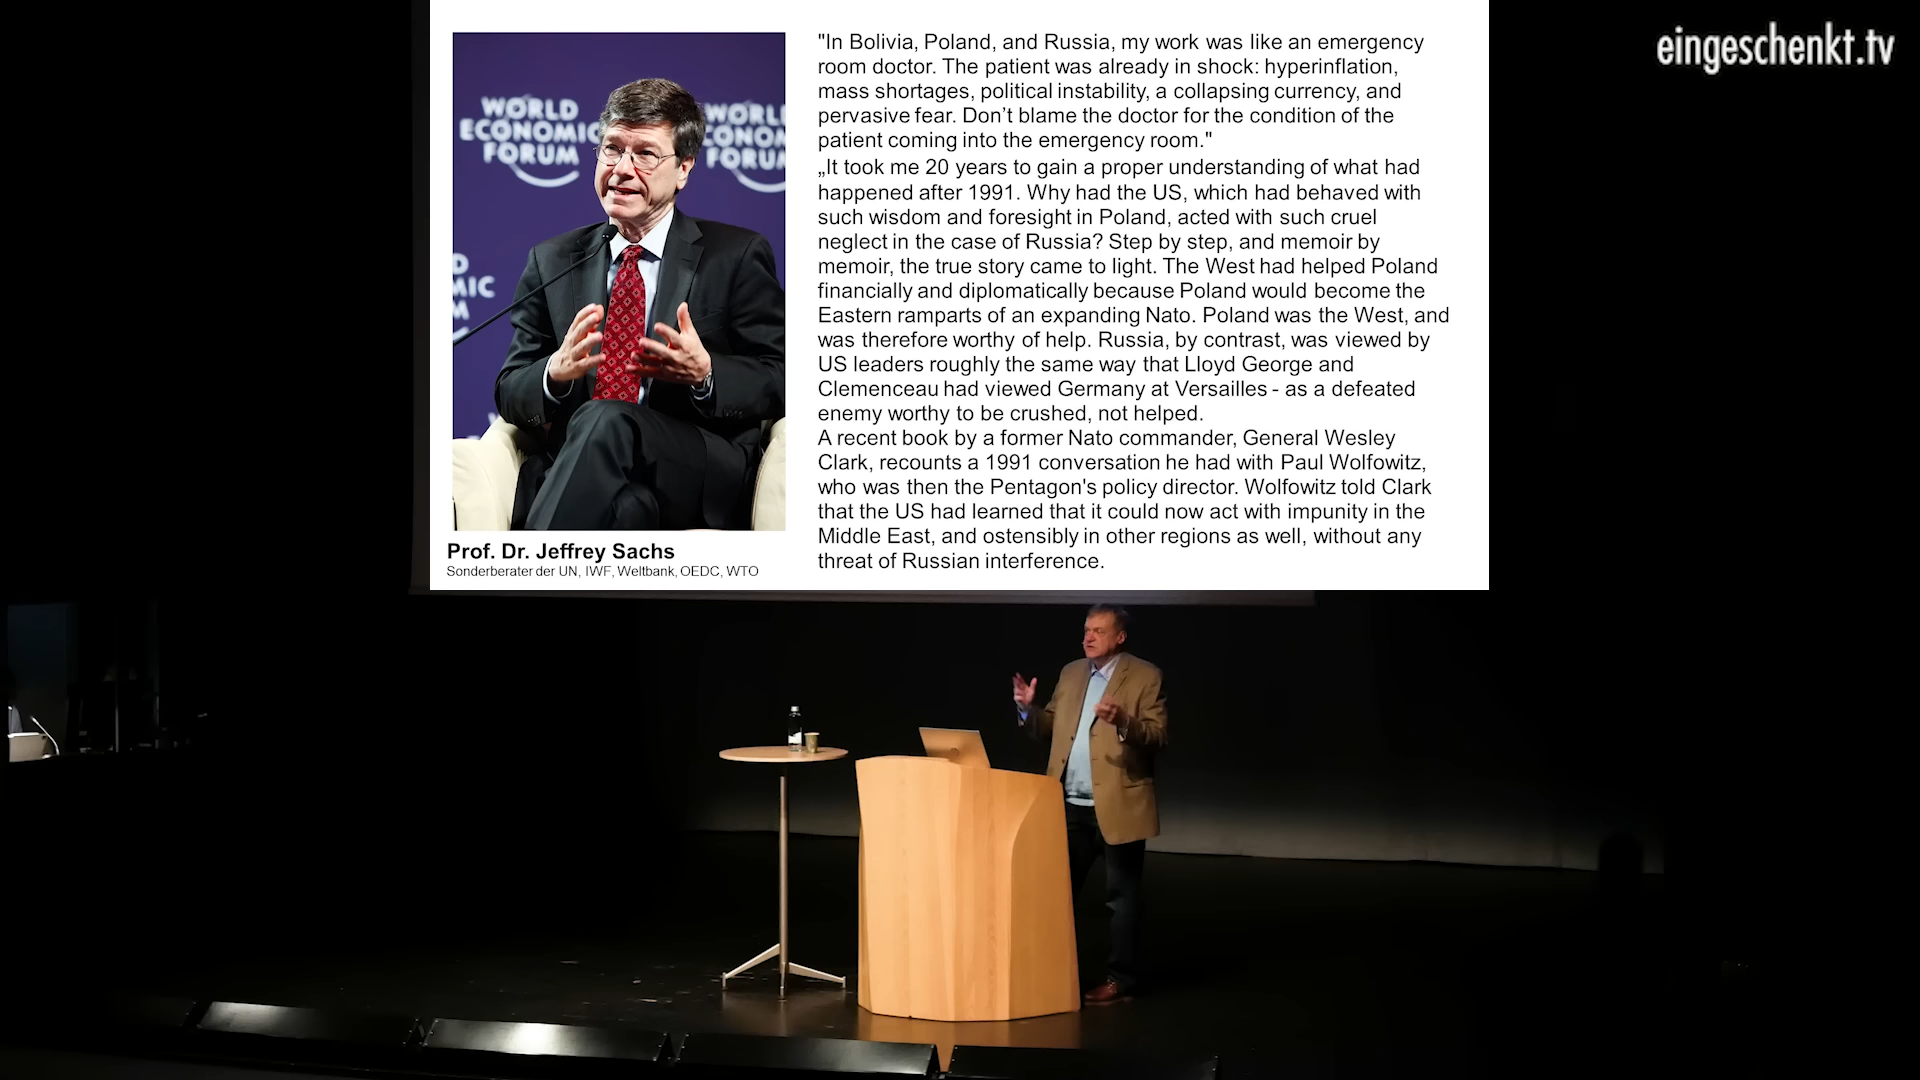 eingeschenkt.tv
"In Bolivia, Poland, and Russia, my work was like an emergency
room doctor. The patient was already in shock: hyperinflation,
mass shortages, political instability, a collapsing currency, and
pervasive fear. Don’t blame the doctor for the condition of the
patient coming into the emergency room."
„It took me 20 years to gain a proper understanding of what had
happened after 1991. Why had the US, which had behaved with
such wisdom and foresight in Poland, acted with such cruel
neglect in the case of Russia? Step by step, and memoir by
memoir, the true story came to light. The West had helped Poland
financially and diplomatically because Poland would become the
Eastern ramparts of an expanding Nato. Poland was the West, and
was therefore worthy of help. Russia, by contrast, was viewed by
US leaders roughly the same way that Lloyd George and
Clemenceau had viewed Germany at Versailles - as a defeated
enemy worthy to be crushed, not helped.
A recent book by a former Nato commander, General Wesley
Clark, recounts a 1991 conversation he had with Paul Wolfowitz,
who was then the Pentagon's policy director. Wolfowitz told Clark
that the US had learned that it could now act with impunity in the
Middle East, and ostensibly in other regions as well, without any
threat of Russian interference.
WORLD
ECONOMIC
FORUM
WORL
CONOM
FORUM
D
MIC
M
Prof. Dr. Jeffrey Sachs
Sonderberater der UN, IWF, Weltbank, OEDC, WTO